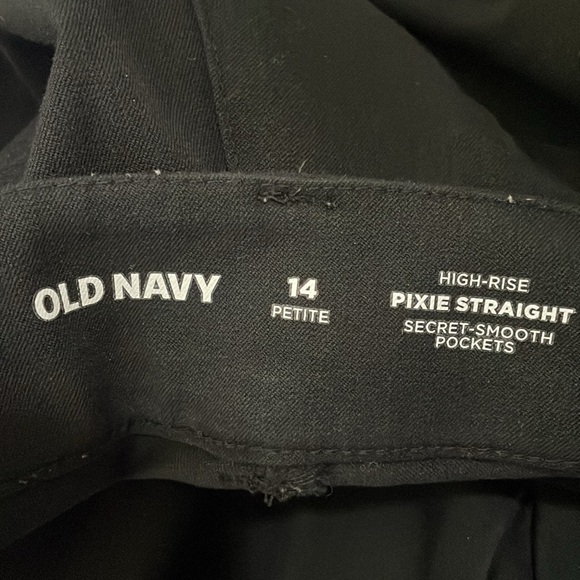 OLD NAVY
14
PETITE
HIGH-RISE
PIXIE STRAIGHT
SECRET-SMOOTH
POCKETS